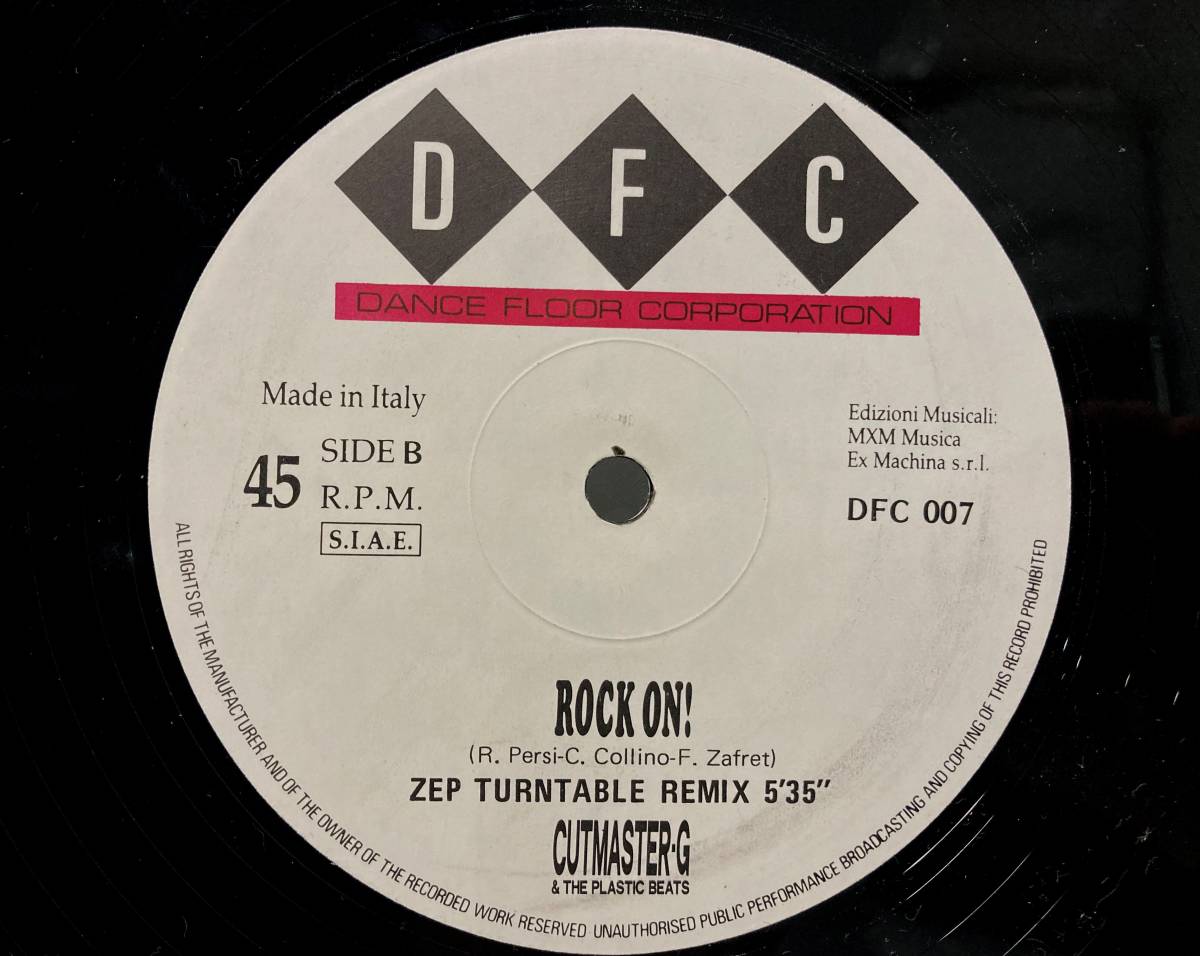 D F C
DANCE FLOOR CORPORATION
Made in Italy
45
SIDE B
R.P.M.
S.I.A.E.
Edizioni Musicali:
MXM Musica
Ex Machina s.r.l.
DFC 007
ROCK ON!
(R. Persi-C. Collino-F. Zafret)
ZEP TURNTABLE REMIX 5'35"
CUTMASTER-G
& THE PLASTIC BEATS
ALL RIGHTS OF THE MANUFACTURER AND OF THE OWNER OF THE RECORDED WORK RESERVED UNAUTHORISED PUBLIC PERFORMANCE BROADCASTING AND COPYING OF THIS RECORD PROHIBITED